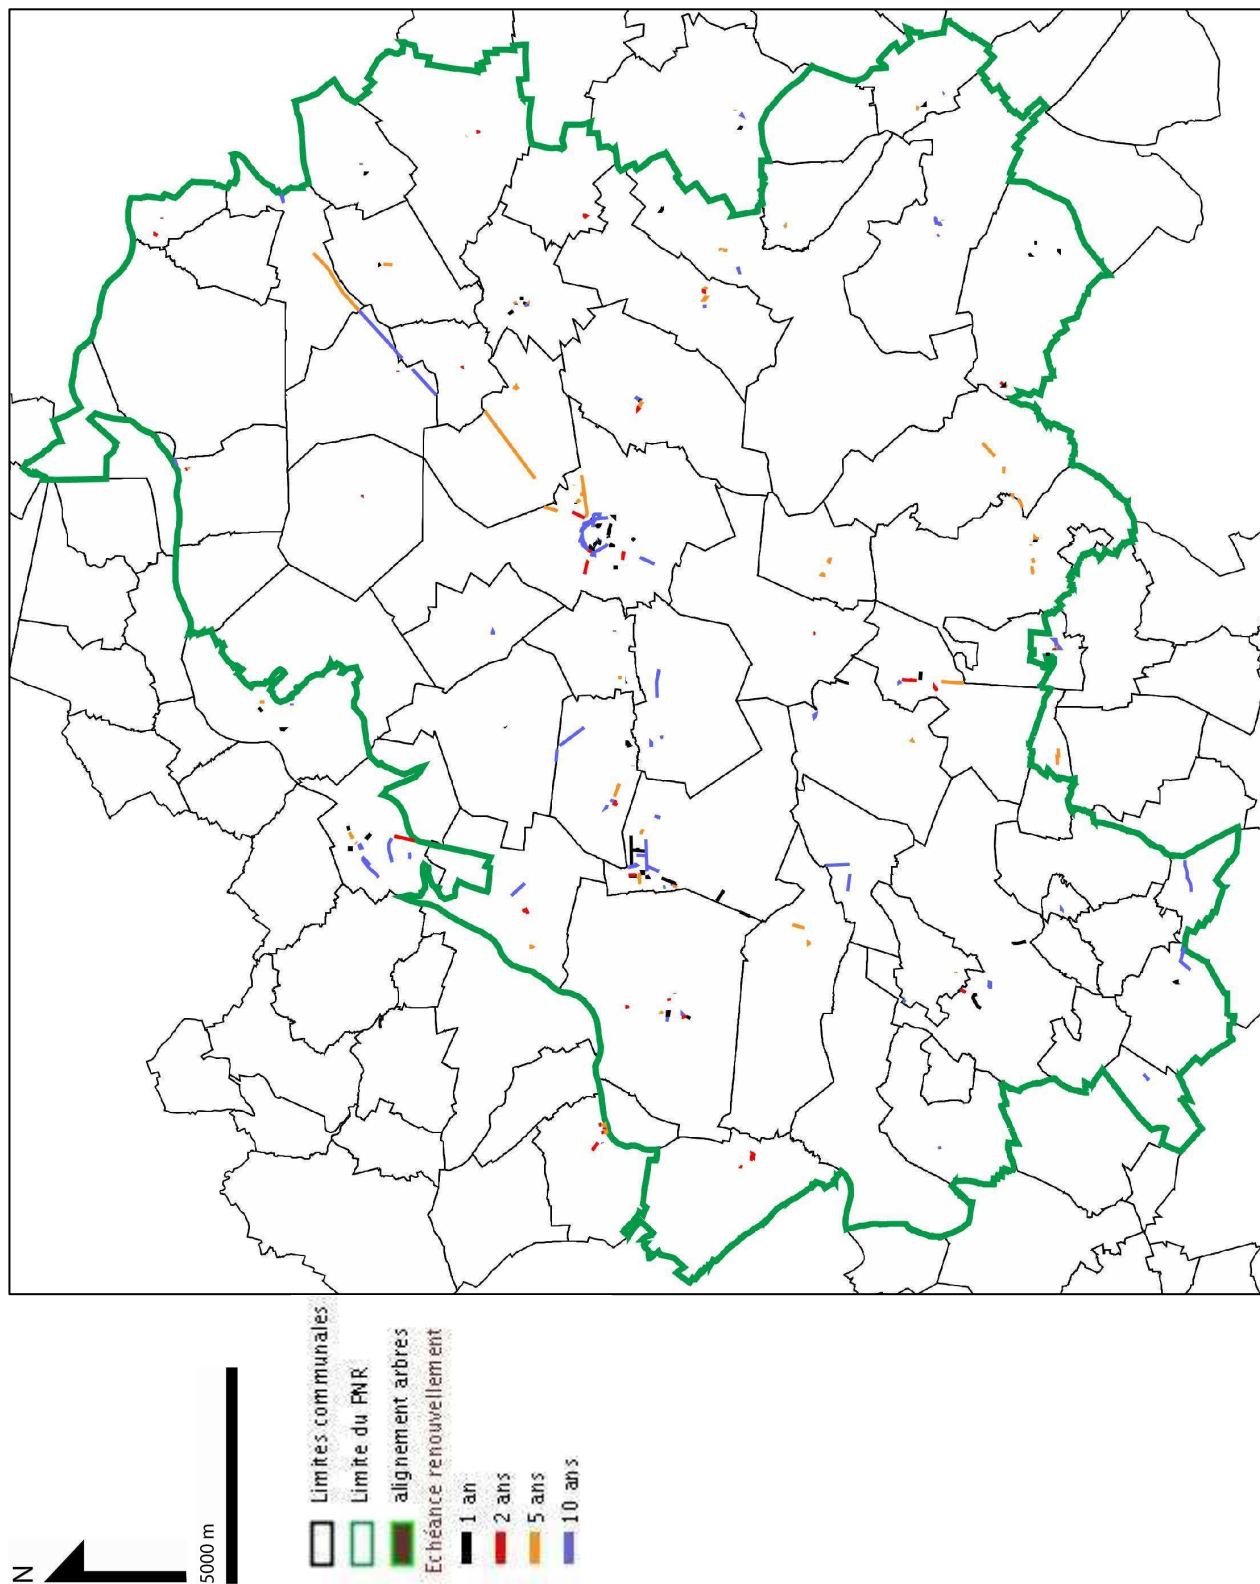 N
5000 m
Limites communales
Limite du PNR
alignement arbres
Echéance renouvellement
1 an
2 ans
5 ans
10 ans